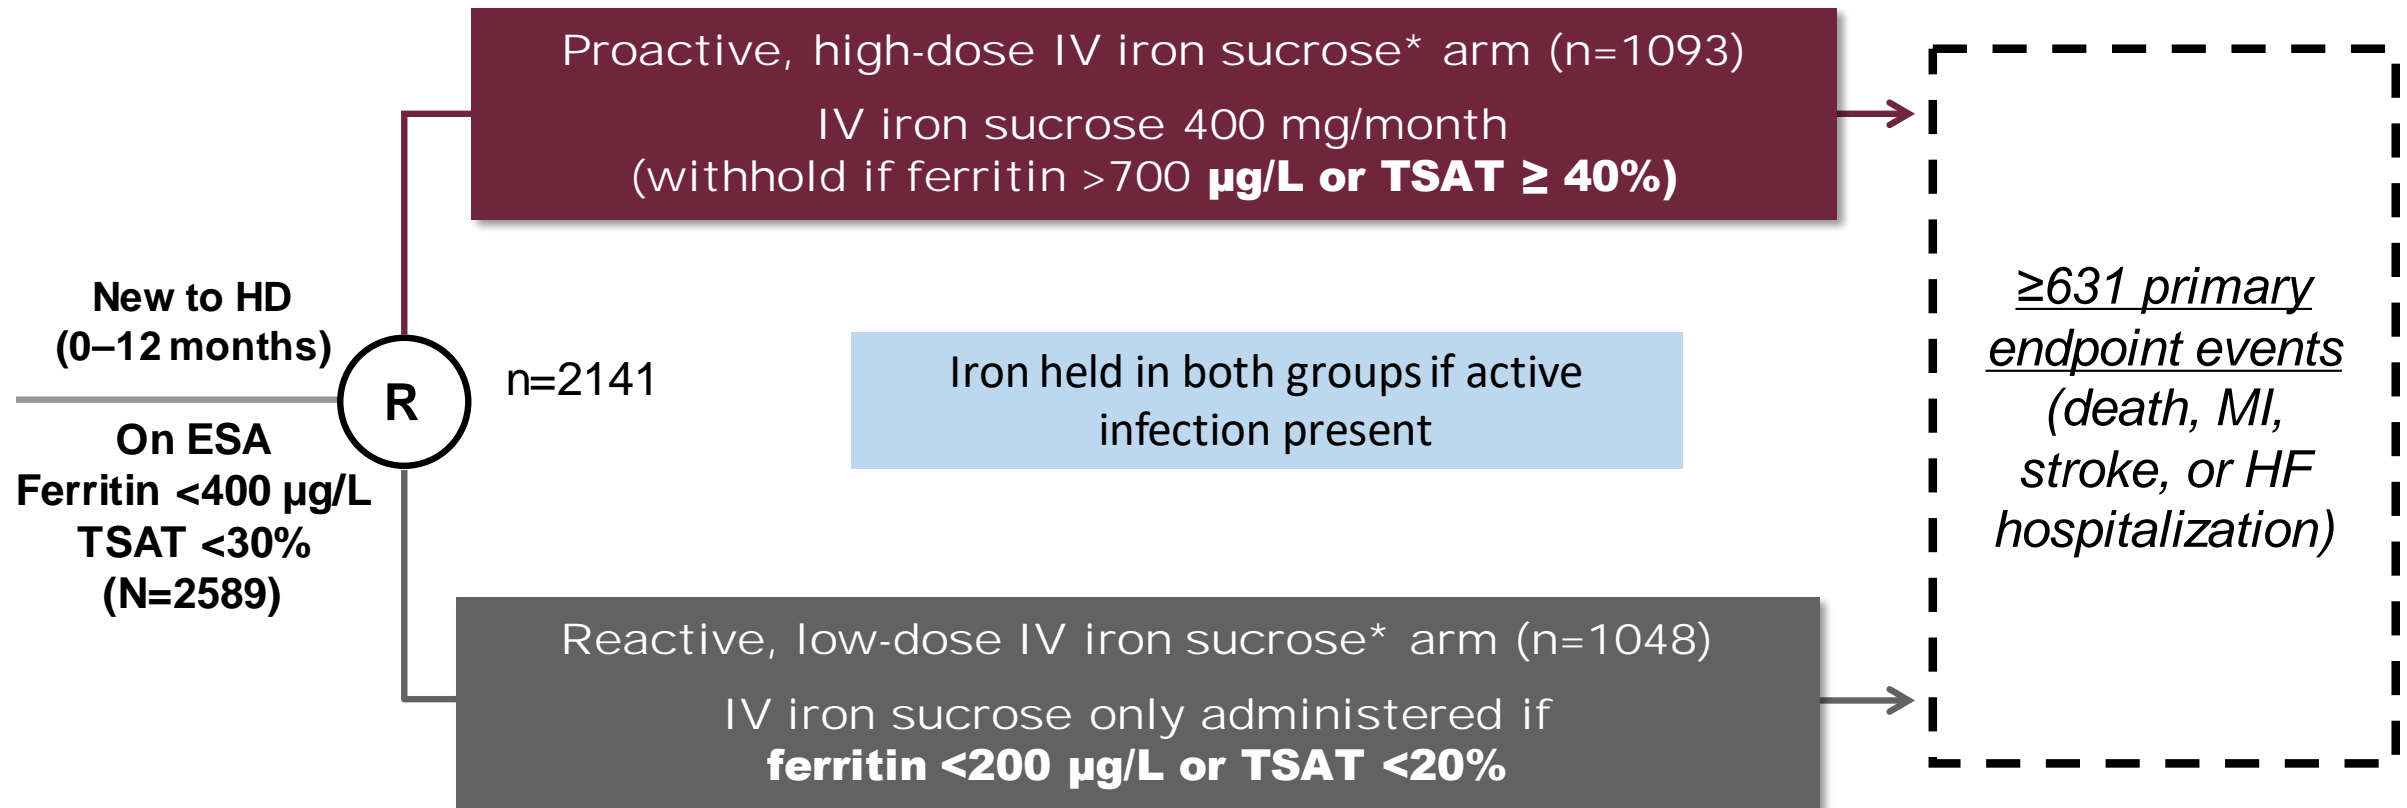 Proactive, high-dose IV iron sucrose* arm (n=1093)
IV iron sucrose 400 mg/month
(withhold if ferritin >700 µg/L or TSAT ≥ 40%)
New to HD
(0–12 months)
On ESA
Ferritin <400 µg/L
TSAT <30%
(N=2589)
R
n=2141
Iron held in both groups if active
infection present
Reactive, low-dose IV iron sucrose* arm (n=1048)
IV iron sucrose only administered if
ferritin <200 µg/L or TSAT <20%
≥631 primary
endpoint events
(death, MI,
stroke, or HF
hospitalization)